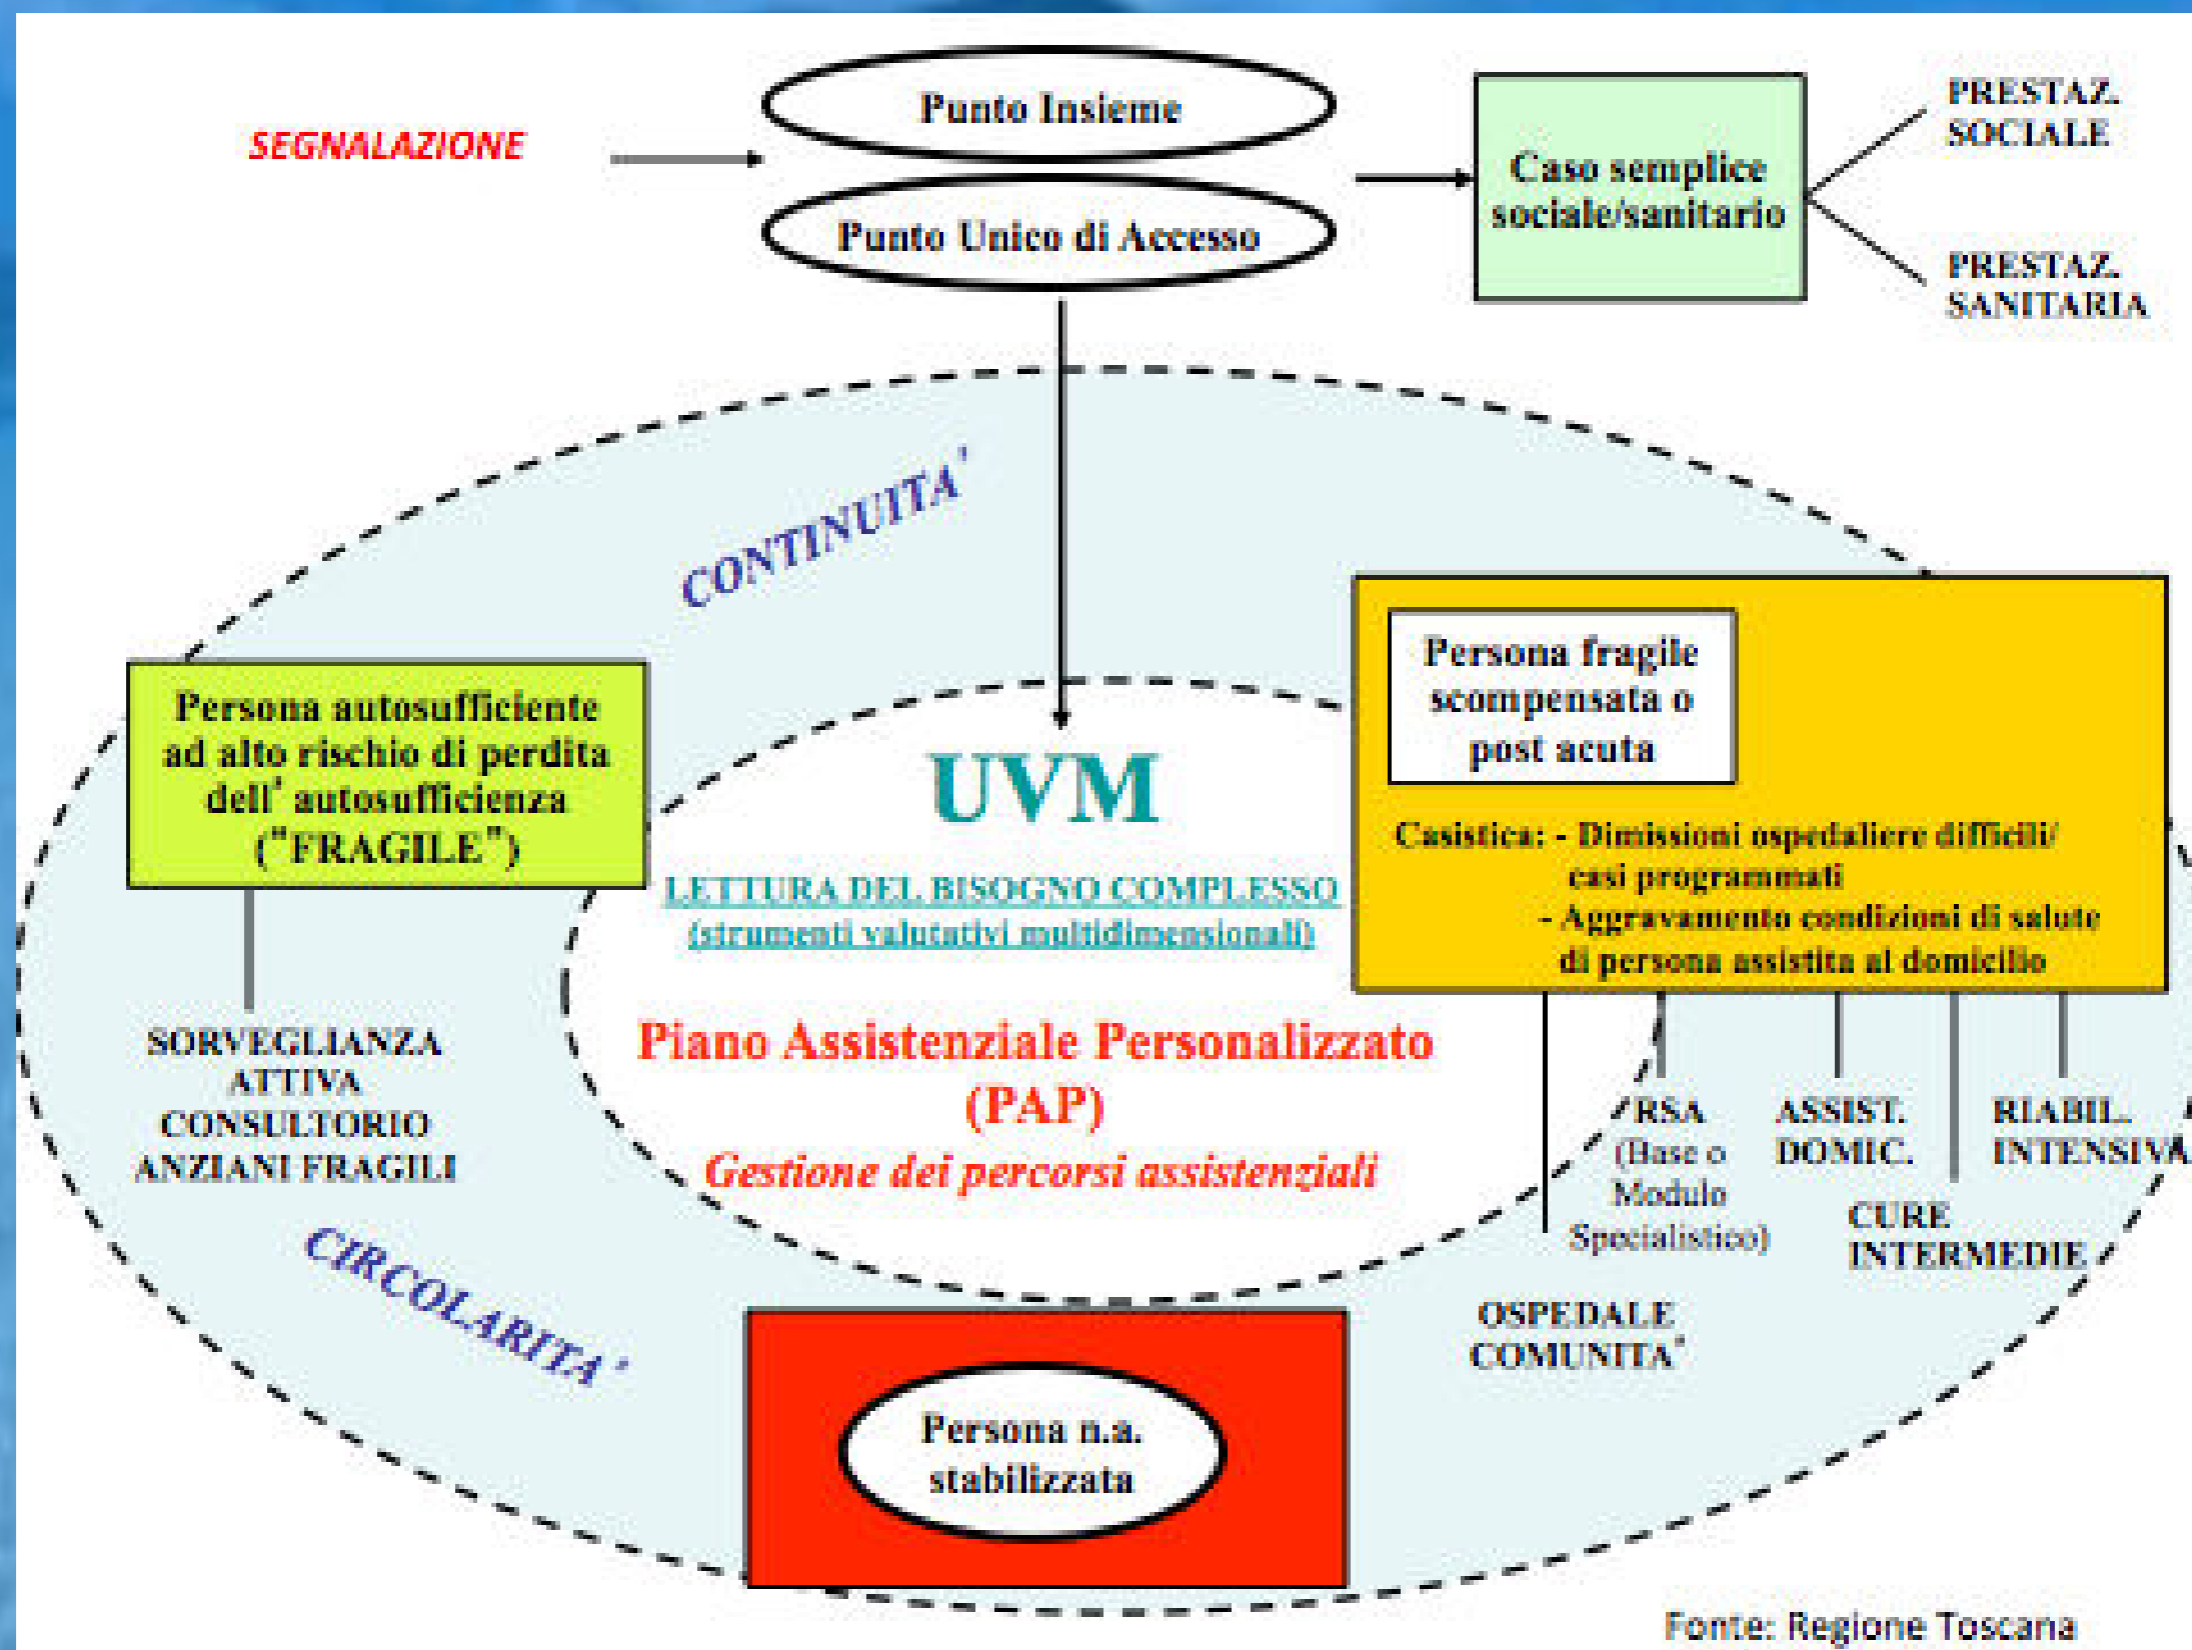 SEGNALAZIONE
Punto Insieme
Punto Unico di Accesso
Caso semplice
sociale/sanitario
PRESTAZ.
SOCIALE
PRESTAZ.
SANITARIA
CONTINUITA'
Persona autosufficiente
ad alto rischio di perdita
dell' autosufficienza
("FRAGILE")
SORVEGLIANZA
ATTIVA
CONSULTORIO
ANZIANI FRAGILI
CIRCOLARITA'
UVM
LETTURA DEL BISOGNO COMPLESSO
(strumenti valutativi multidimensionali)
Piano Assistenziale Personalizzato
(PAP)
Gestione dei percorsi assistenziali
Persona fragile
scompensata o
post acuta
Casistica: - Dimissioni ospedaliere difficili/
casi programmati
- Aggravamento condizioni di salute
di persona assistita al domicilio
RSA
(Base o
Modulo
Specialistico)
ASSIST.
DOMIC.
RIABIL.
INTENSIVA
CURE
INTERMEDIE
OSPEDALE
COMUNITA'
Persona n.a.
stabilizzata
Fonte: Regione Toscana